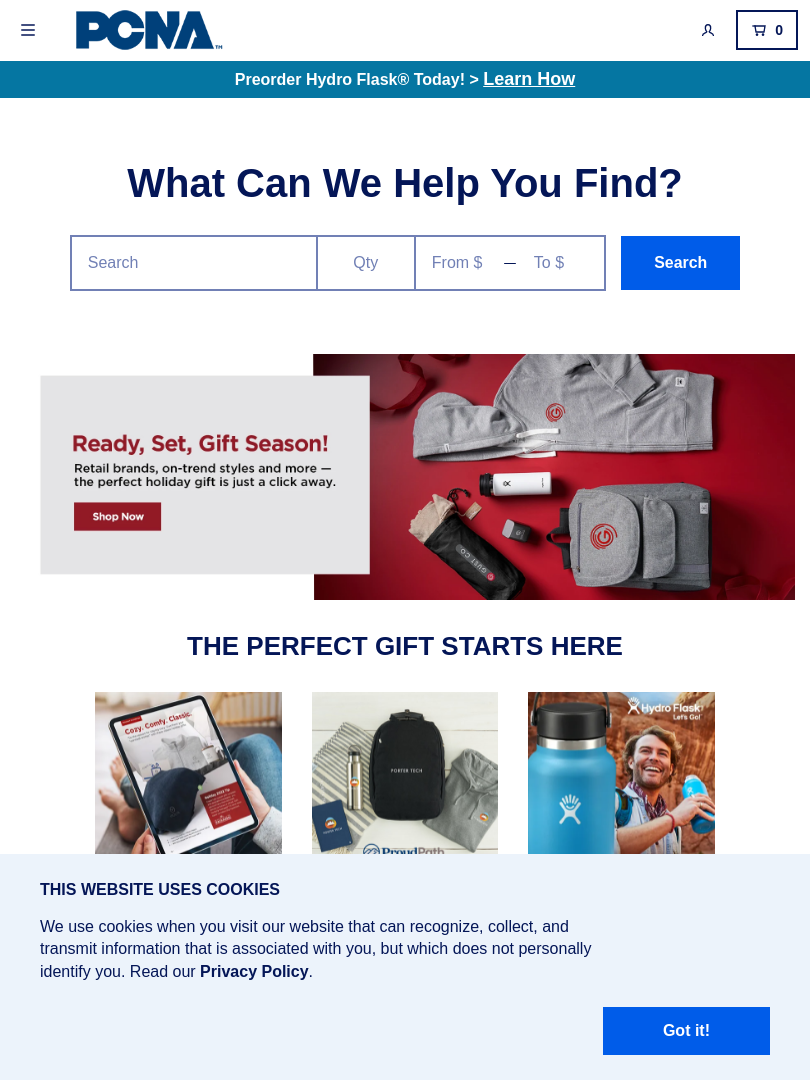 PCNA™
0
Preorder Hydro Flask® Today! > Learn How
What Can We Help You Find?
Search
Qty
From $ — To $
Search
Ready, Set, Gift Season!
Retail brands, on-trend styles and more —
the perfect holiday gift is just a click away.
Shop Now
THE PERFECT GIFT STARTS HERE
Cozy. Comfy. Classic.
PORTER TECH
ProudPath
Hydro Flask
Let's Go!
THIS WEBSITE USES COOKIES
We use cookies when you visit our website that can recognize, collect, and
transmit information that is associated with you, but which does not personally
identify you. Read our Privacy Policy.
Got it!